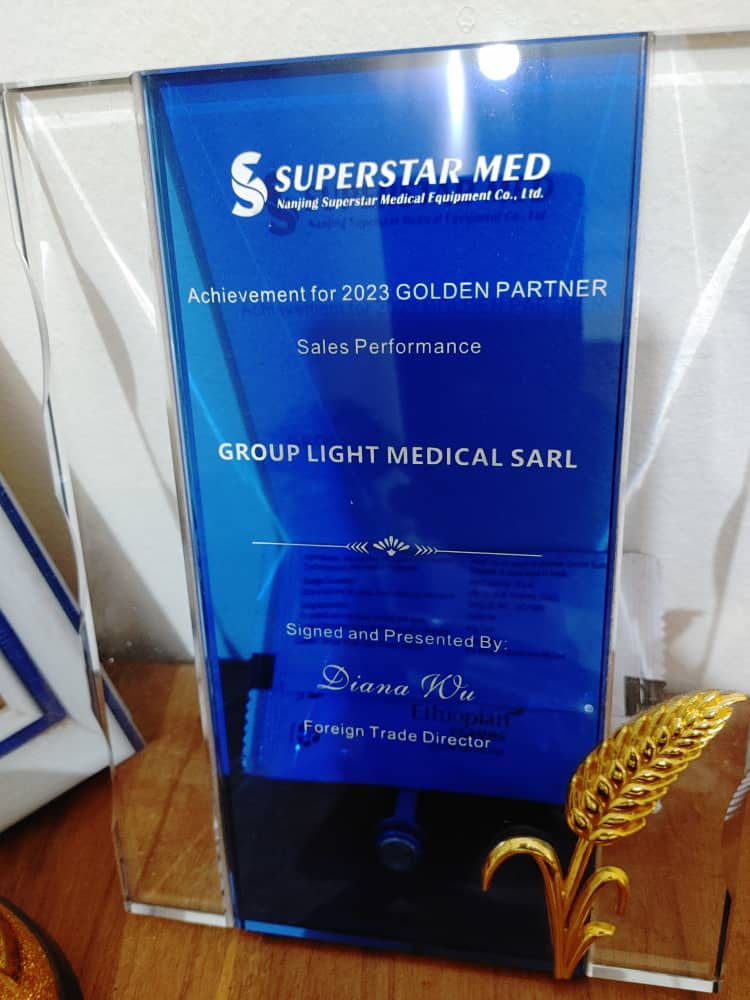 SUPERSTAR MED
Nanjing Superstar Medical Equipment Co., Ltd.
Achievement for 2023 GOLDEN PARTNER
Sales Performance
GROUP LIGHT MEDICAL SARL
Signed and Presented By:
Diana Wu
Ethiopian
Foreign Trade Director